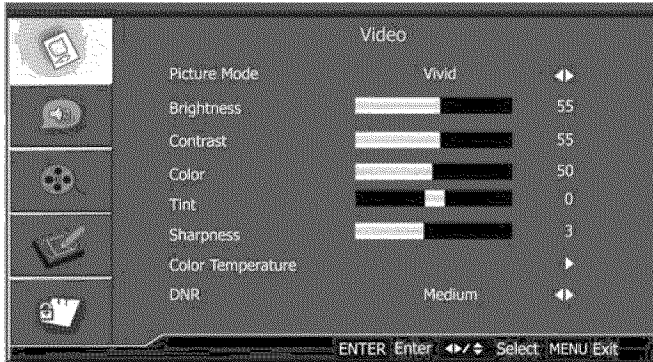 Video
Picture Mode Vivid
Brightness 55
Contrast 55
Color 50
Tint 0
Sharpness 3
Color Temperature
DNR Medium
ENTER Enter ◀▶/▲▼ Select MENU Exit